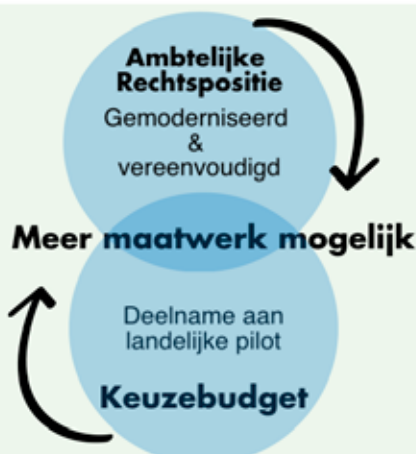 Ambtelijke
Rechtspositie
Gemoderniseerd
&
vereenvoudigd
Meer maatwerk mogelijk
Deelname aan
landelijke pilot
Keuzebudget